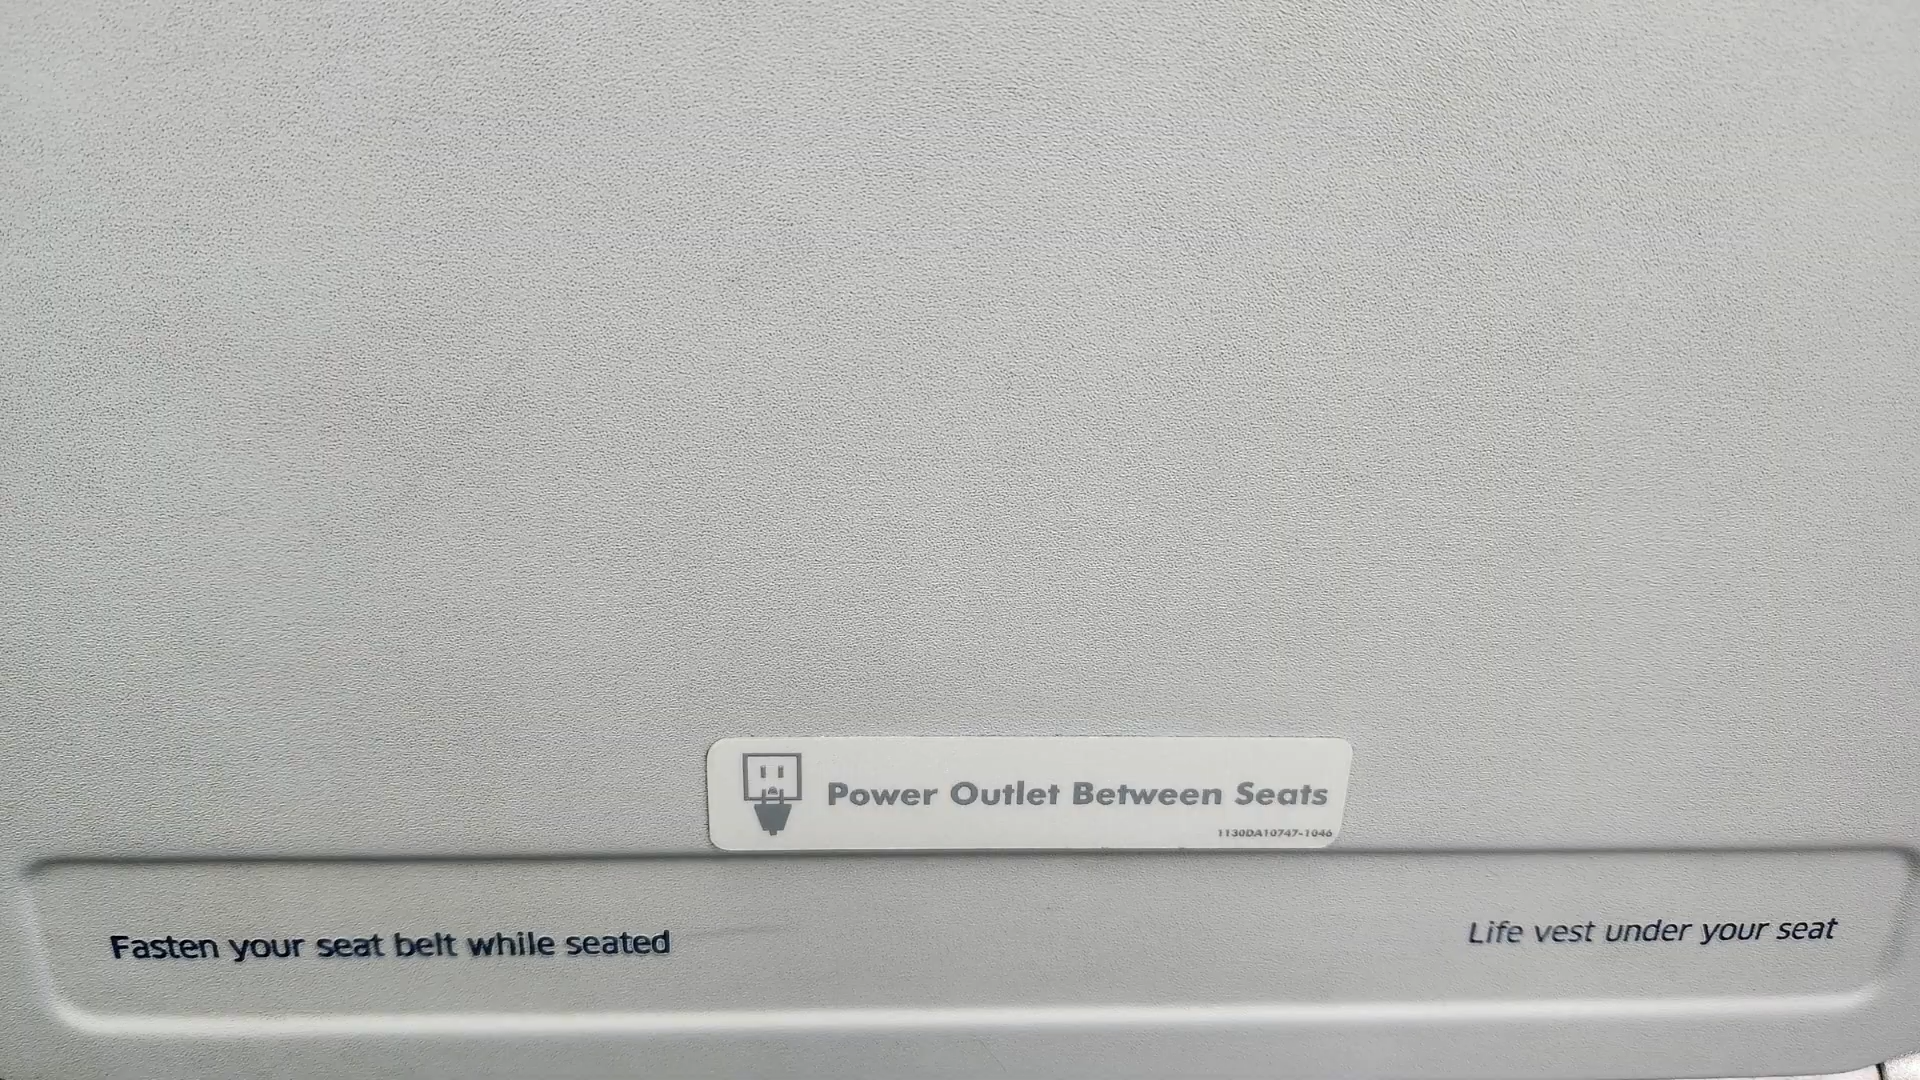 Power Outlet Between Seats
1130DA10747-1046
Fasten your seat belt while seated
Life vest under your seat